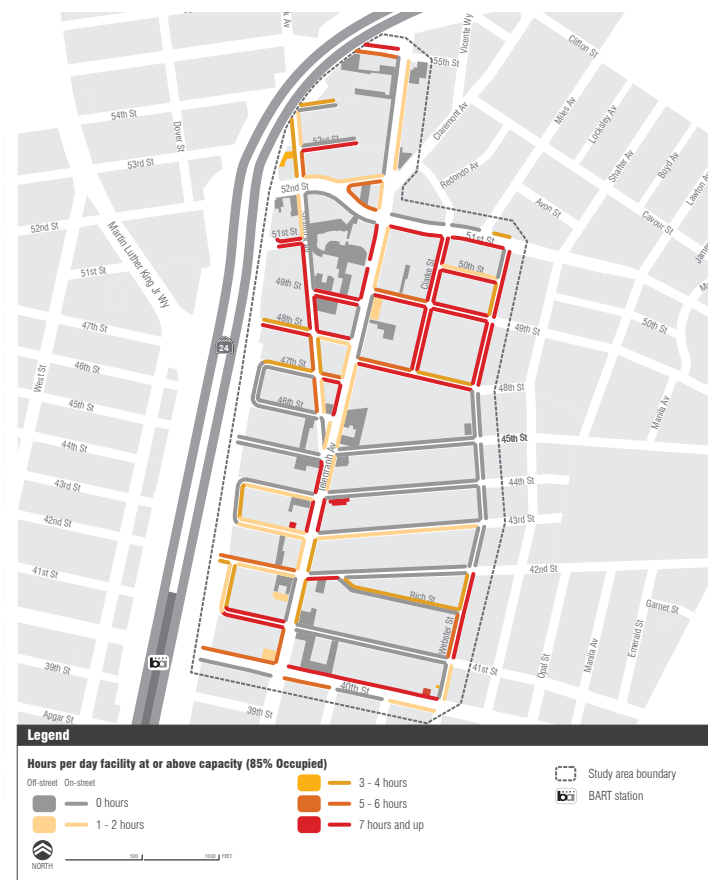 Vicente Wy
Clifton St
55th St
54th St
Dover St
Claremont Av
Miles Av
Locksley Av
Shafter Av
Boyd Av
Lawton Av
53rd St
53rd St
Redondo Av
52nd St
Avon St
Cavour St
52nd St
Martin Luther King Jr Wy
51st St
51st St
51st St
Clarke St
50th St
49th St
50th St
47th St
48th St
49th St
24
46th St
West St
47th St
48th St
45th St
46th St
Manila Av
44th St
45th St
Telegraph Av
43rd St
44th St
42nd St
43rd St
41st St
42nd St
Rich St
Garnet St
Webster St
Emerald St
Manila Av
Opal St
39th St
ba
41st St
40th St
Apgar St
39th St
Legend
Hours per day facility at or above capacity (85% Occupied)
Off-street On-street
0 hours
1 - 2 hours
3 - 4 hours
5 - 6 hours
7 hours and up
Study area boundary
BART station
NORTH
500 1000 FEET